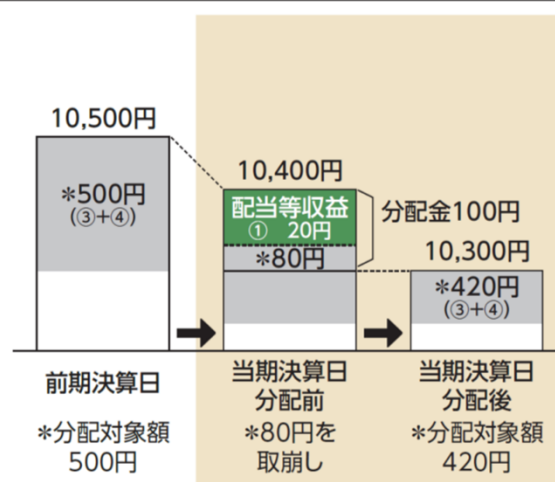 10,500円
*500円
(③+④)
10,400円
配当等収益
① 20円
*80円
分配金100円
10,300円
*420円
(③+④)
前期決算日
*分配対象額
500円
当期決算日
分配前
*80円を
取崩し
当期決算日
分配後
*分配対象額
420円